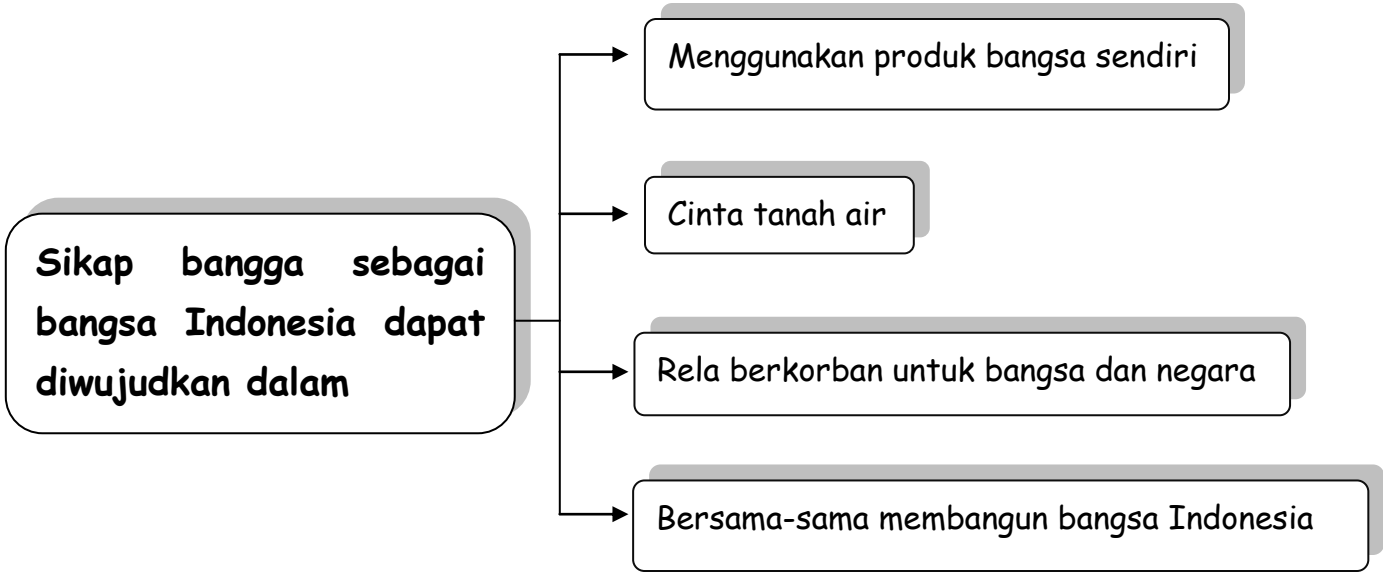 Menggunakan produk bangsa sendiri
Cinta tanah air
Sikap bangga sebagai
bangsa Indonesia dapat
diwujudkan dalam
Rela berkorban untuk bangsa dan negara
Bersama-sama membangun bangsa Indonesia